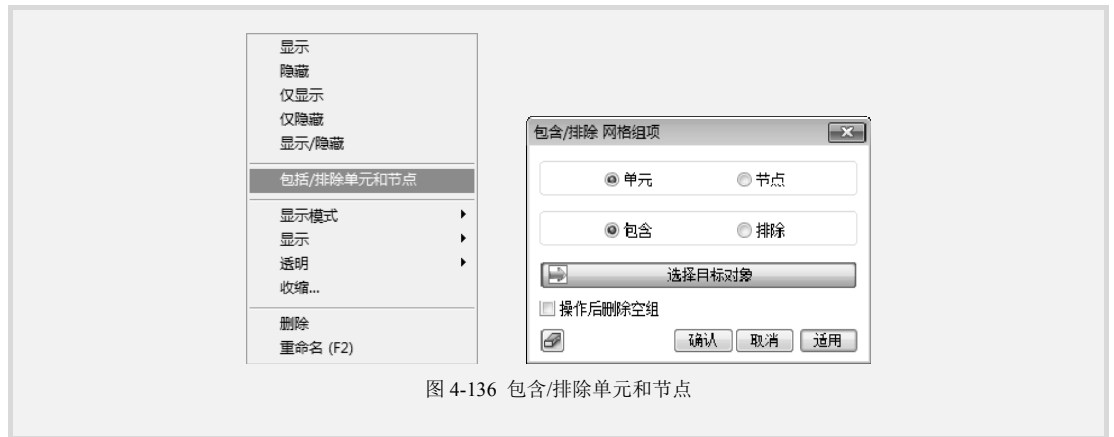 显示
隐藏
仅显示
仅隐藏
显示/隐藏
包括/排除单元和节点
显示模式
显示
透明
收缩...
删除
重命名 (F2)
包含/排除 网格组项
单元 节点
包含 排除
选择目标对象
操作后删除空组
确认 取消 适用
图 4-136 包含/排除单元和节点